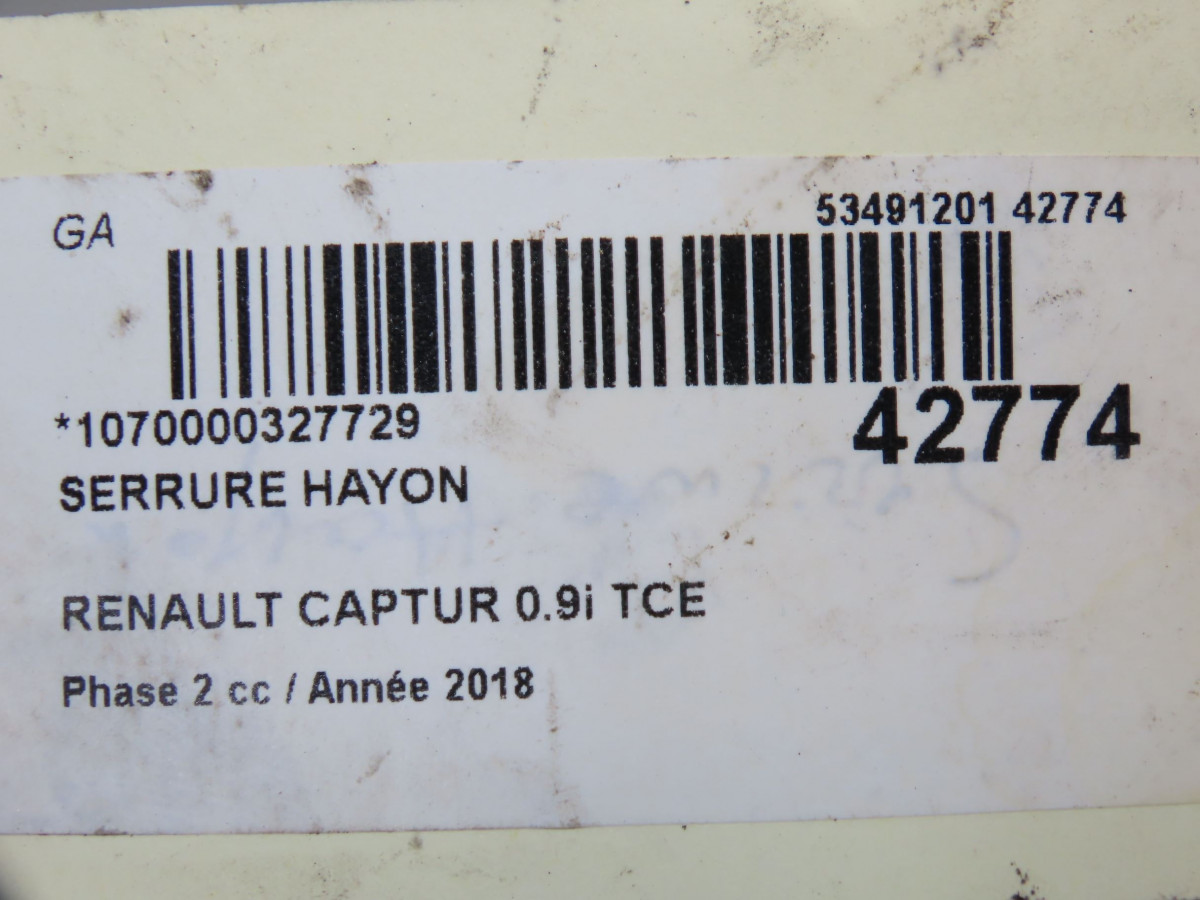 GA
53491201 42774
*1070000327729
42774
SERRURE HAYON
RENAULT CAPTUR 0.9i TCE
Phase 2 cc / Année 2018